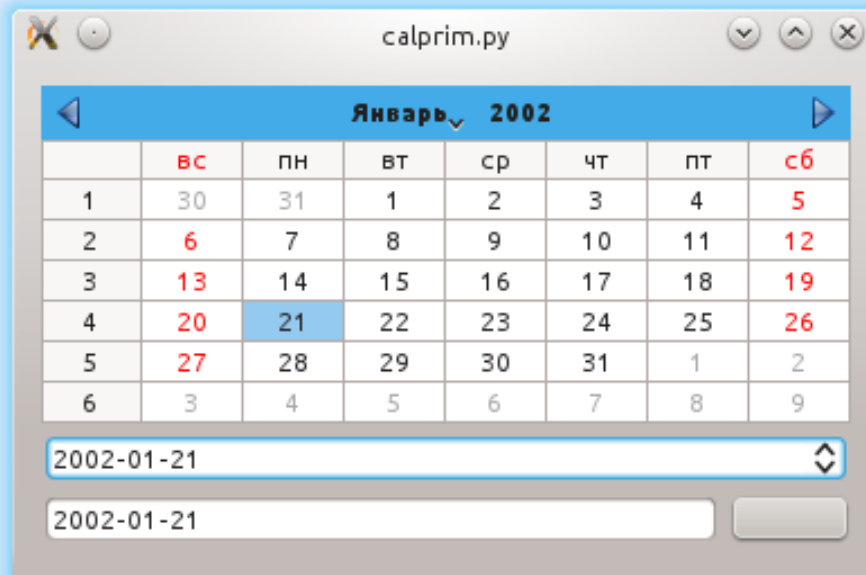 calprim.py
Январь 2002
вс пн вт ср чт пт сб
1 30 31 1 2 3 4 5
2 6 7 8 9 10 11 12
3 13 14 15 16 17 18 19
4 20 21 22 23 24 25 26
5 27 28 29 30 31 1 2
6 3 4 5 6 7 8 9
2002-01-21
2002-01-21